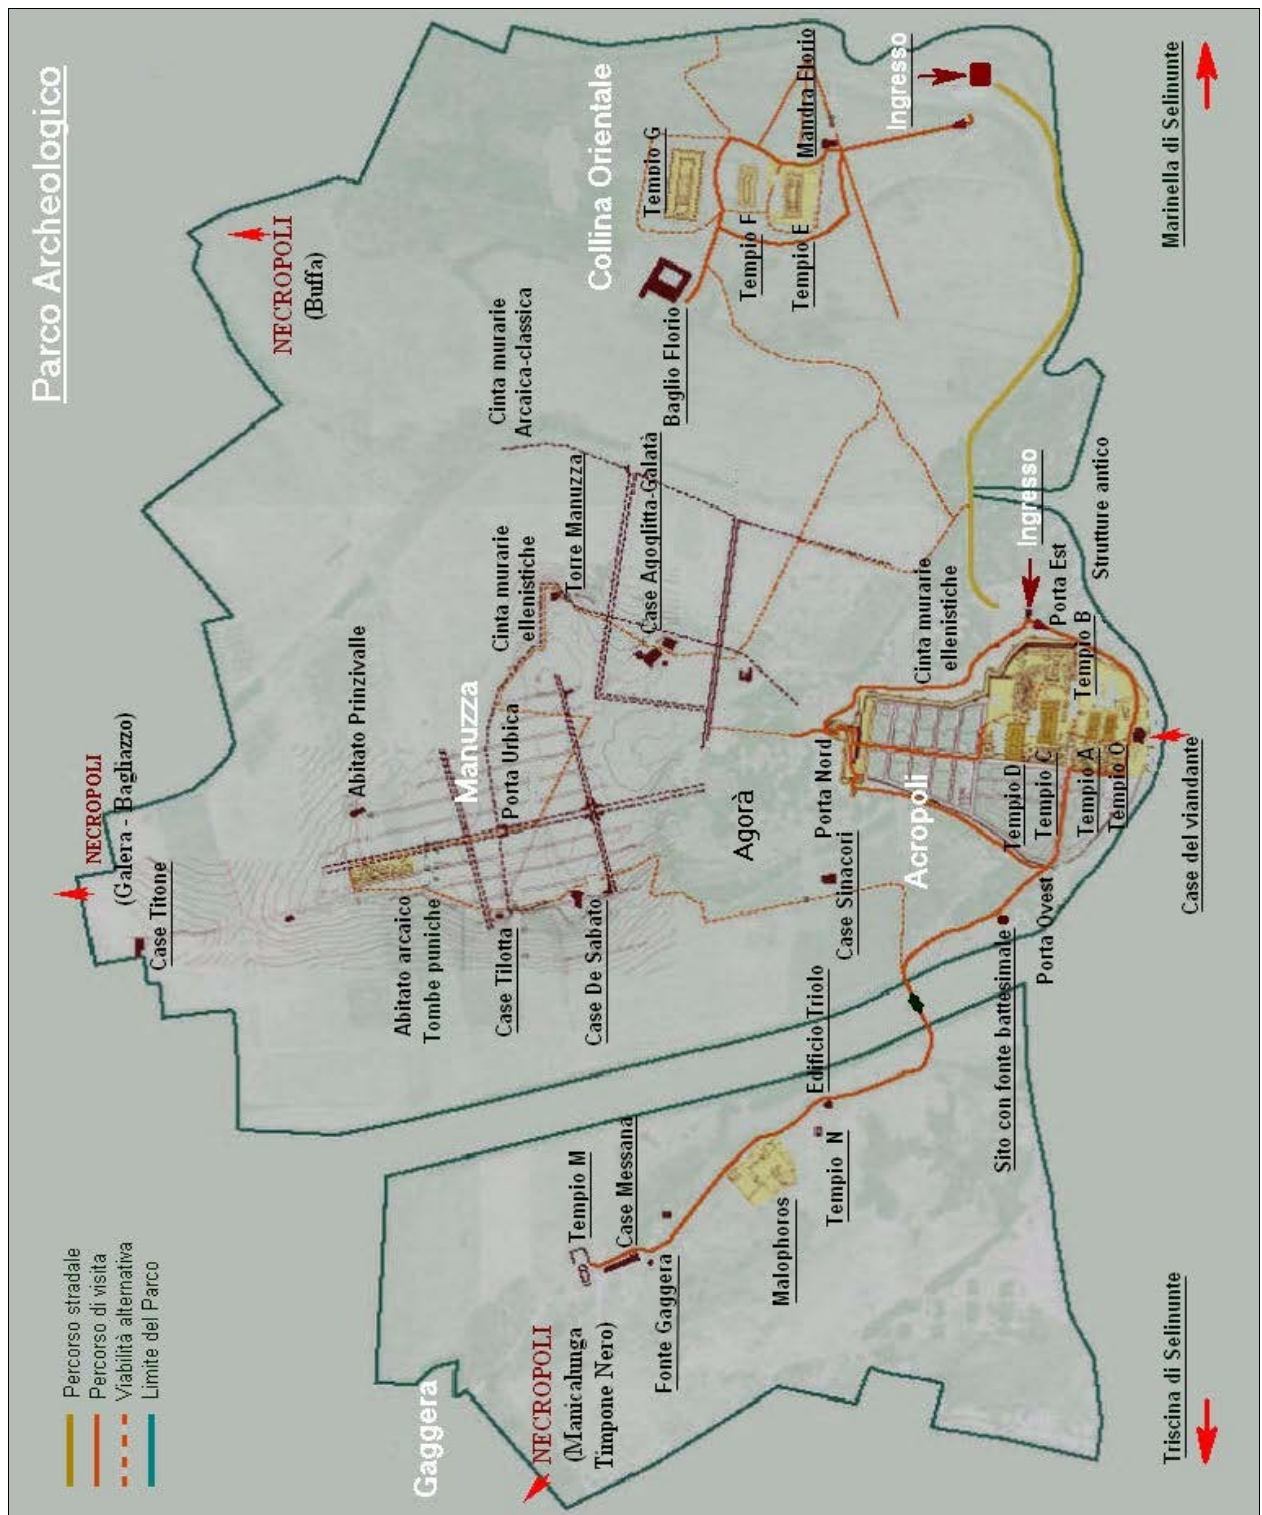 Parco Archeologico
Percorso stradale
Percorso di visita
Viabilità alternativa
Limite del Parco
NECROPOLI
(Galera - Bagliazzo)
Case Titone
NECROPOLI
(Buffa)
Abitato Prinzivalle
Manuzza
Porta Urbica
Abitato arcaico
Tombe puniche
Case Tilotta
Case De Sabato
Cinta murarie
ellenistiche
Torre Manuzza
Cinta murarie
Arcaica-classica
Case Agoglitta-Galatà
Collina Orientale
Tempio G
Tempio F
Tempio E
Baglio Florio
Mandra Florio
Ingresso
Marinella di Selinunte
Gaggera
NECROPOLI
(Manicalunga
Timpone Nero)
Tempio M
Case Messana
Fonte Gaggera
Malophoros
Tempio N
Edificio Triolo
Agorà
Case Sinacori
Porta Nord
Acropoli
Cinta murarie
ellenistiche
Ingresso
Porta Est
Strutture antico
Tempio B
Tempio D
Tempio C
Tempio A
Tempio O
Porta Ovest
Sito con fonte battesimale
Case del viandante
Triscina di Selinunte